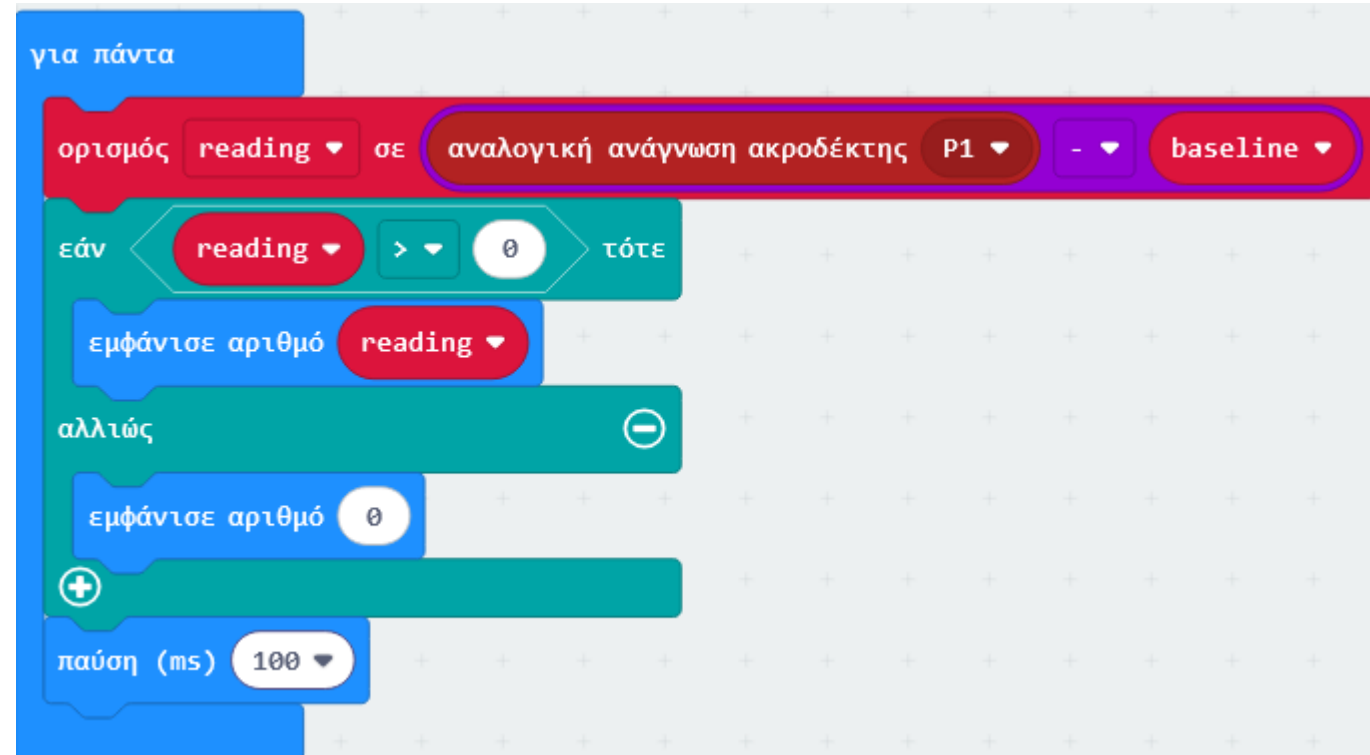 για πάντα
ορισμός reading σε αναλογική ανάγνωση ακροδέκτης P1 - baseline
εάν reading > 0 τότε
εμφάνισε αριθμό reading
αλλιώς
εμφάνισε αριθμό 0
παύση (ms) 100